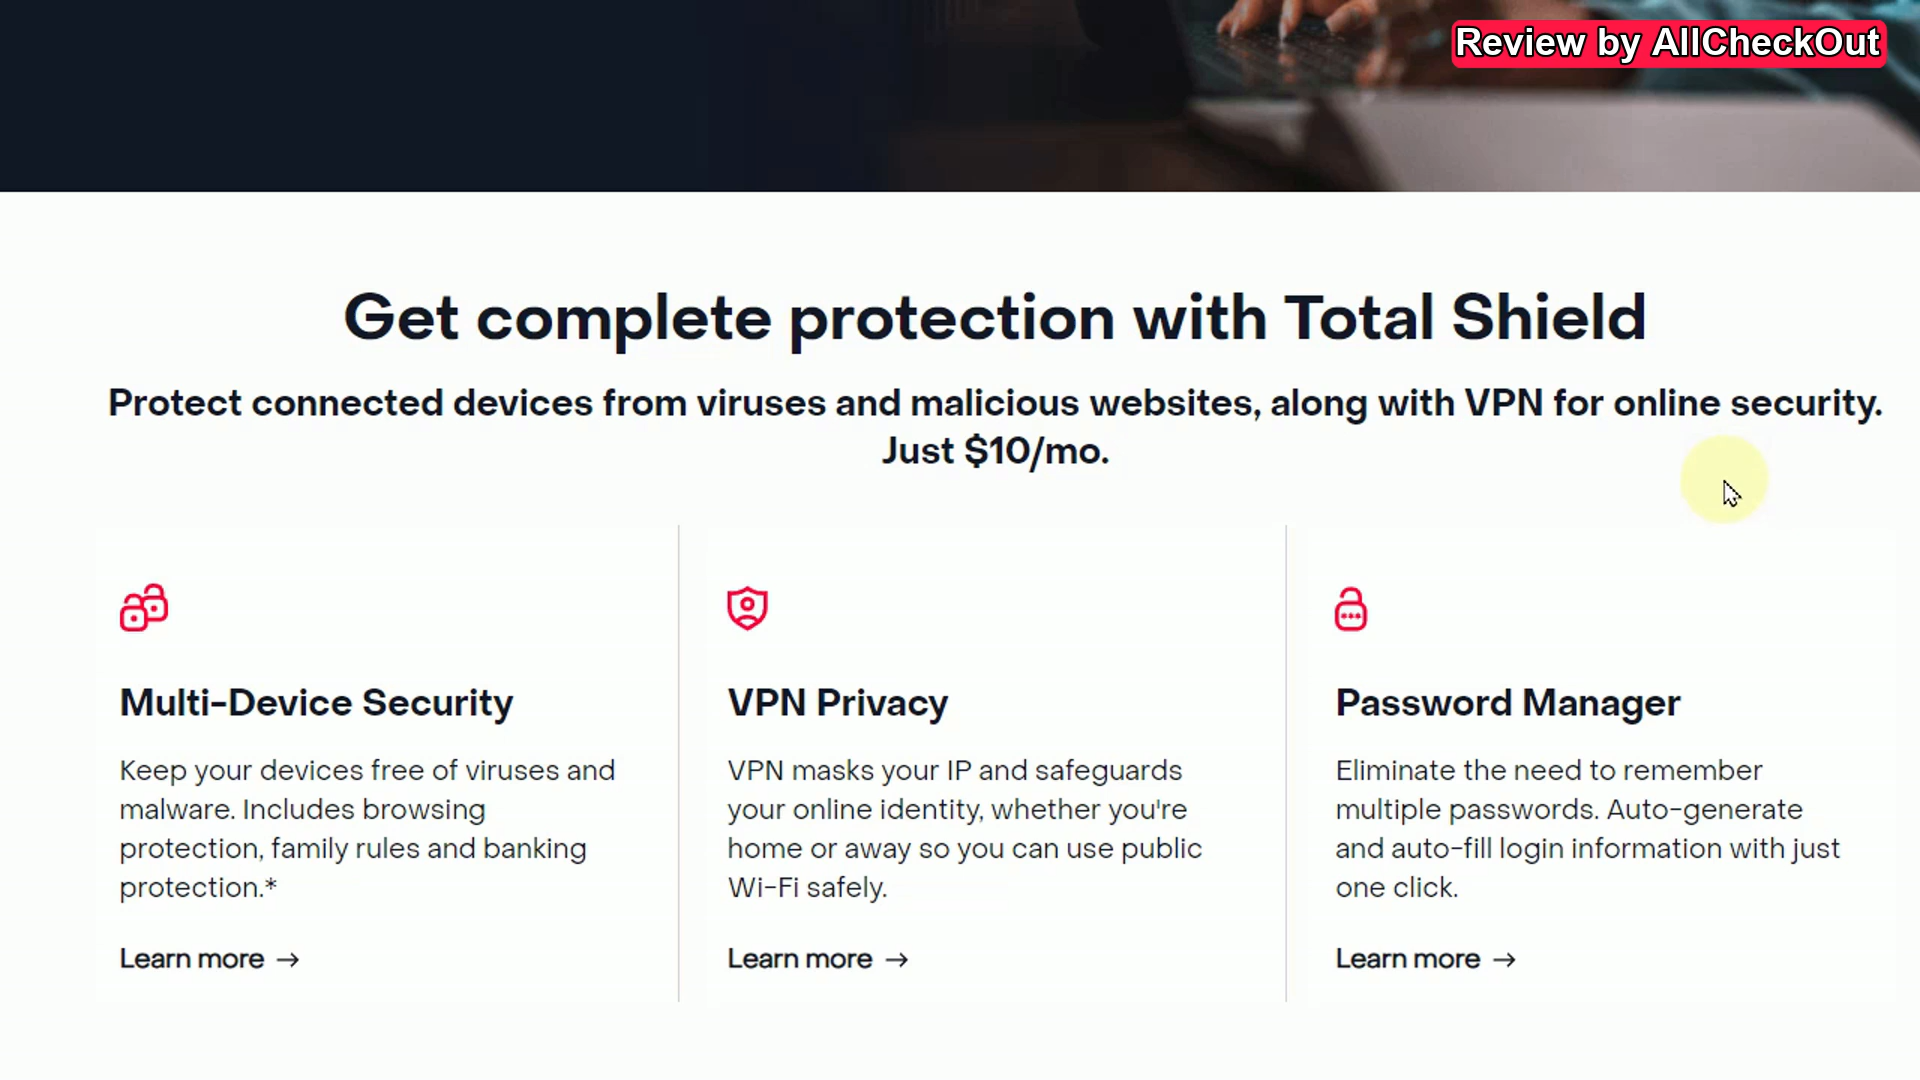 Review by AllCheckOut
Get complete protection with Total Shield
Protect connected devices from viruses and malicious websites, along with VPN for online security.
Just $10/mo.
Multi-Device Security
Keep your devices free of viruses and
malware. Includes browsing
protection, family rules and banking
protection.*
Learn more →
VPN Privacy
VPN masks your IP and safeguards
your online identity, whether you're
home or away so you can use public
Wi-Fi safely.
Learn more →
Password Manager
Eliminate the need to remember
multiple passwords. Auto-generate
and auto-fill login information with just
one click.
Learn more →